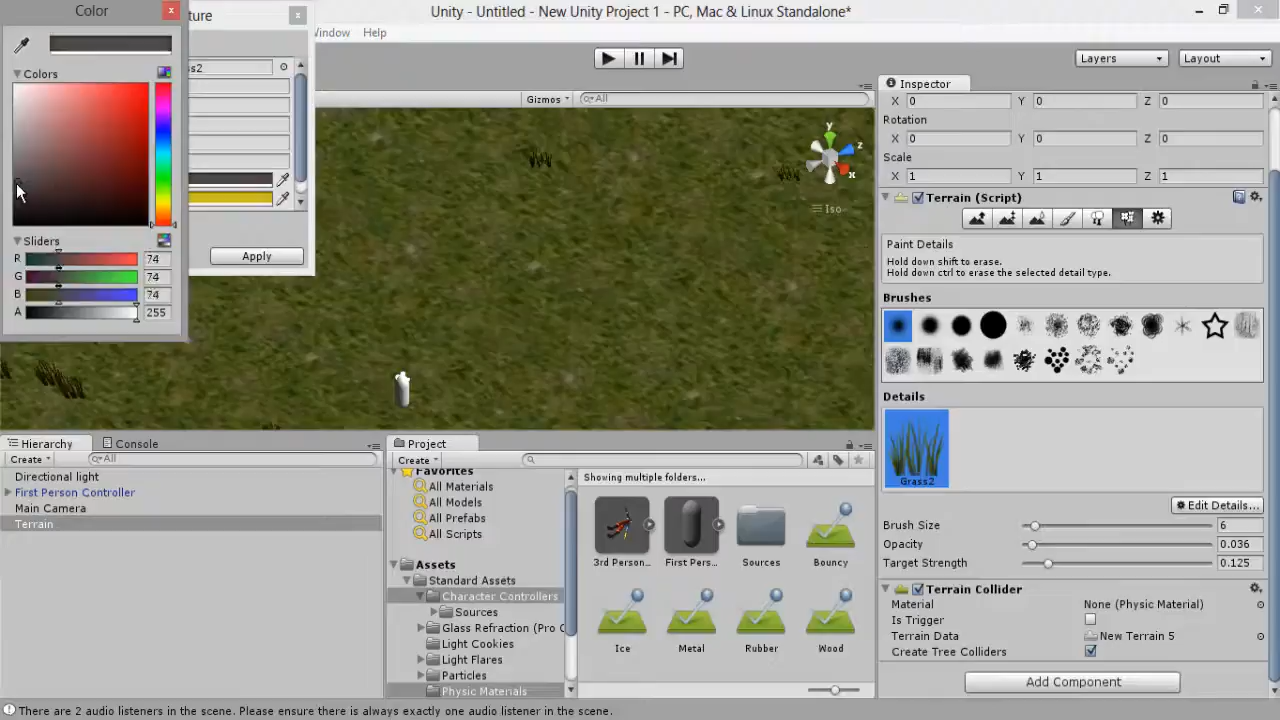 Color
ture
Unity - Untitled - New Unity Project 1 - PC, Mac & Linux Standalone*
Window Help
Layers
Layout
Colors
ss2
Gizmos
All
Inspector
X 0 Y 0 Z 0
Rotation
X 0 Y 0 Z 0
Scale
X 1 Y 1 Z 1
y
z
x
Iso
Terrain (Script)
Paint Details
Hold down shift to erase.
Hold down ctrl to erase the selected detail type.
Apply
Sliders
R 74
G 74
B 74
A 255
Brushes
Details
Grass2
Edit Details...
Brush Size 6
Opacity 0.036
Target Strength 0.125
Terrain Collider
Material None (Physic Material)
Is Trigger
Terrain Data New Terrain 5
Create Tree Colliders
Add Component
Hierarchy Console
Create All
Directional light
First Person Controller
Main Camera
Terrain
Project
Create
Favorites
All Materials
All Models
All Prefabs
All Scripts
Assets
Standard Assets
Character Controllers
Sources
Glass Refraction (Pro O
Light Cookies
Light Flares
Particles
Physic Materials
Showing multiple folders...
3rd Person... First Pers... Sources Bouncy
Ice Metal Rubber Wood
There are 2 audio listeners in the scene. Please ensure there is always exactly one audio listener in the scene.